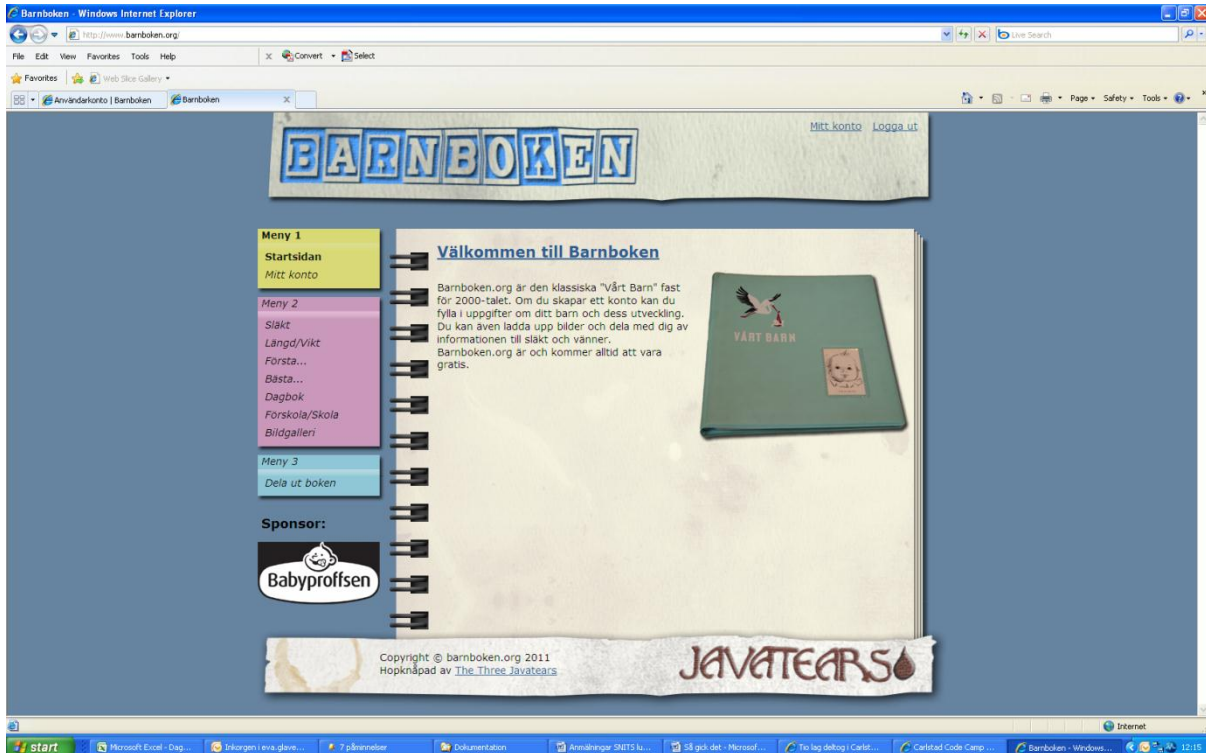 Barnboken - Windows Internet Explorer
http://www.barnboken.org/
Live Search
File Edit View Favorites Tools Help
x Convert Select
Favorites Web Slice Gallery
Användarkonto | Barnboken
Barnboken
Page Safety Tools
BARNBOKEN
Mitt konto Logga ut
Meny 1
Startsidan
Mitt konto
Meny 2
Släkt
Längd/Vikt
Första...
Bästa...
Dagbok
Förskola/Skola
Bildgalleri
Meny 3
Dela ut boken
Sponsor:
Babyproffsen
Välkommen till Barnboken
Barnboken.org är den klassiska "Vårt Barn" fast
för 2000-talet. Om du skapar ett konto kan du
fylla i uppgifter om ditt barn och dess utveckling.
Du kan även ladda upp bilder och dela med dig av
informationen till släkt och vänner.
Barnboken.org är och kommer alltid att vara
gratis.
VÅRT BARN
Copyright © barnboken.org 2011
Hopknåpad av The Three Javatears
JAVATEARS
Internet
start
Microsoft Excel - Dag...
Inkorgen i eva.glave...
7 påminnelser
Dokumentation
Anmälningar SNITS lu...
Så gick det - Microsof...
Tio lag deltog i Carlst...
Carlstad Code Camp ...
Barnboken - Windows...
12:15